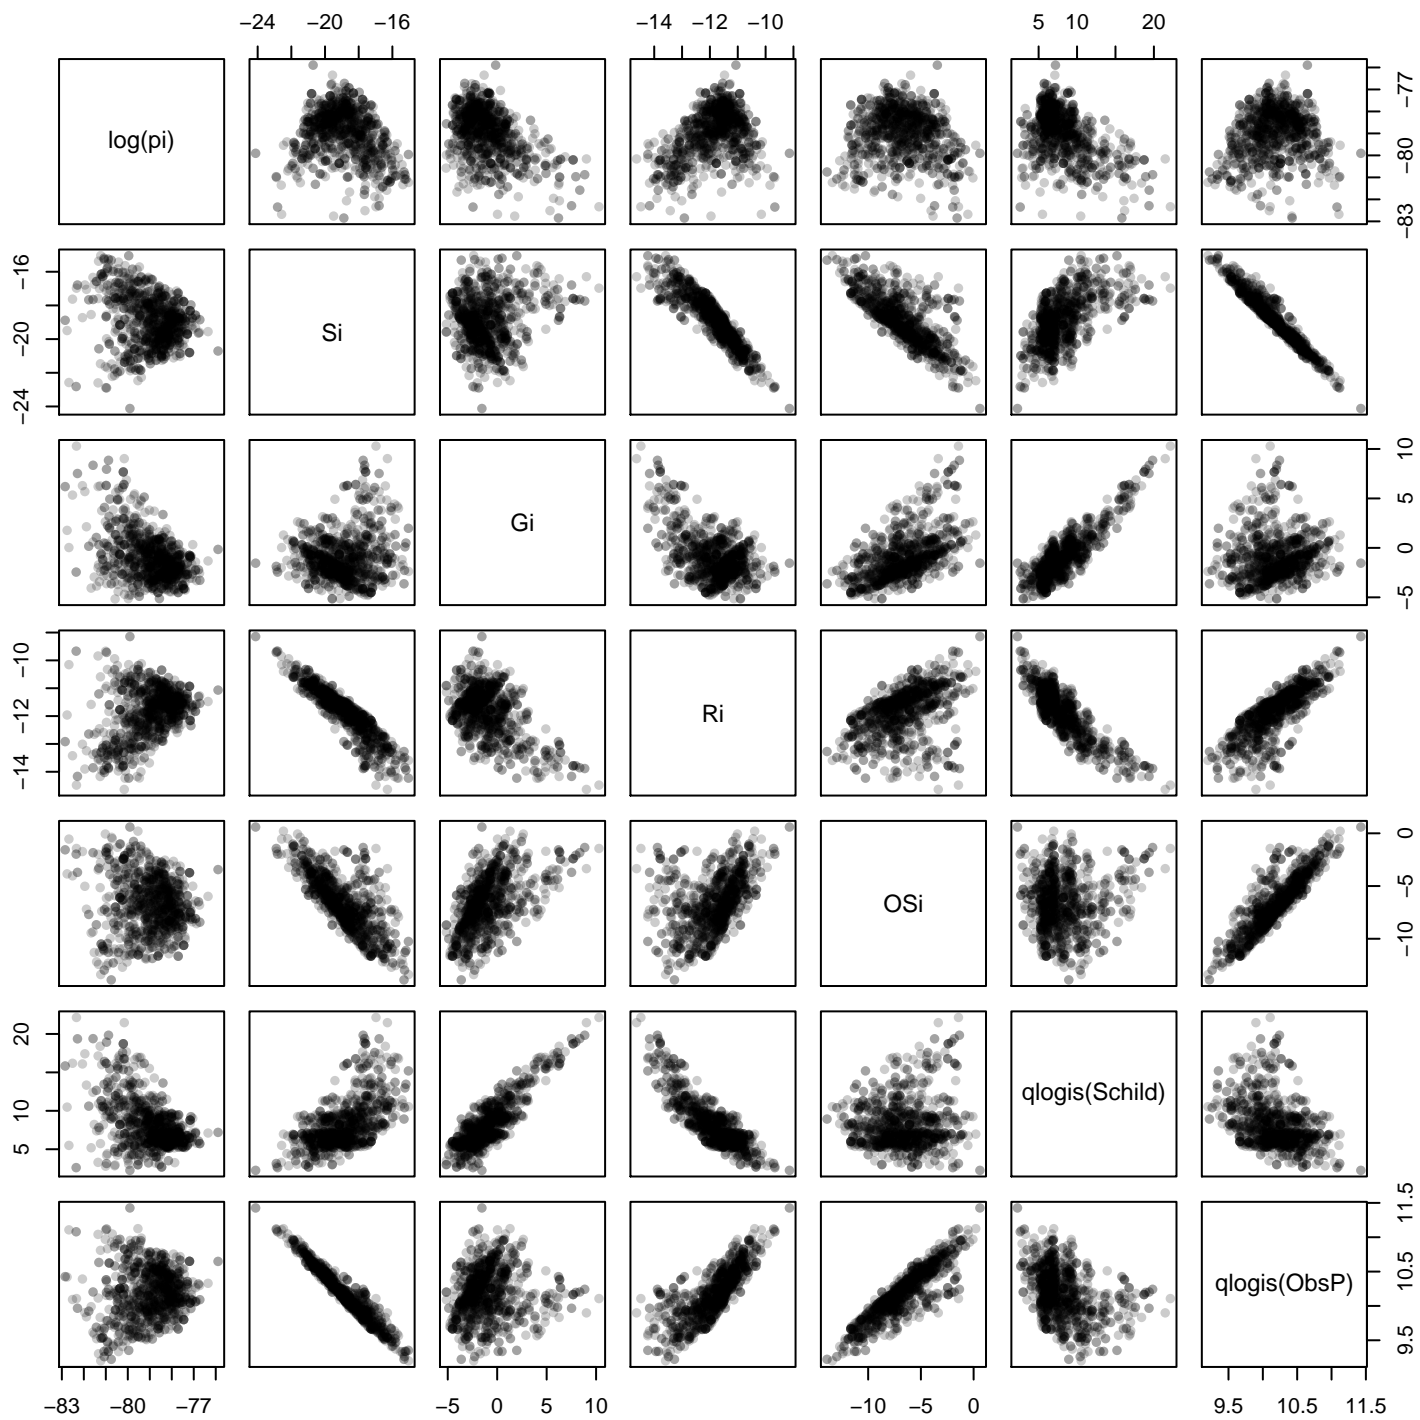 −24 −20 −16 −14 −12 −10 5 10 20
log(pi) −83 −80 −77
−24 −20 −16 Si
Gi −5 0 5 10
−14 −12 −10 Ri
OSi −10 −5 0
5 10 20 qlogis(Schild)
qlogis(ObsP) 9.5 10.5 11.5
−83 −80 −77 −5 0 5 10 −10 −5 0 9.5 10.5 11.5